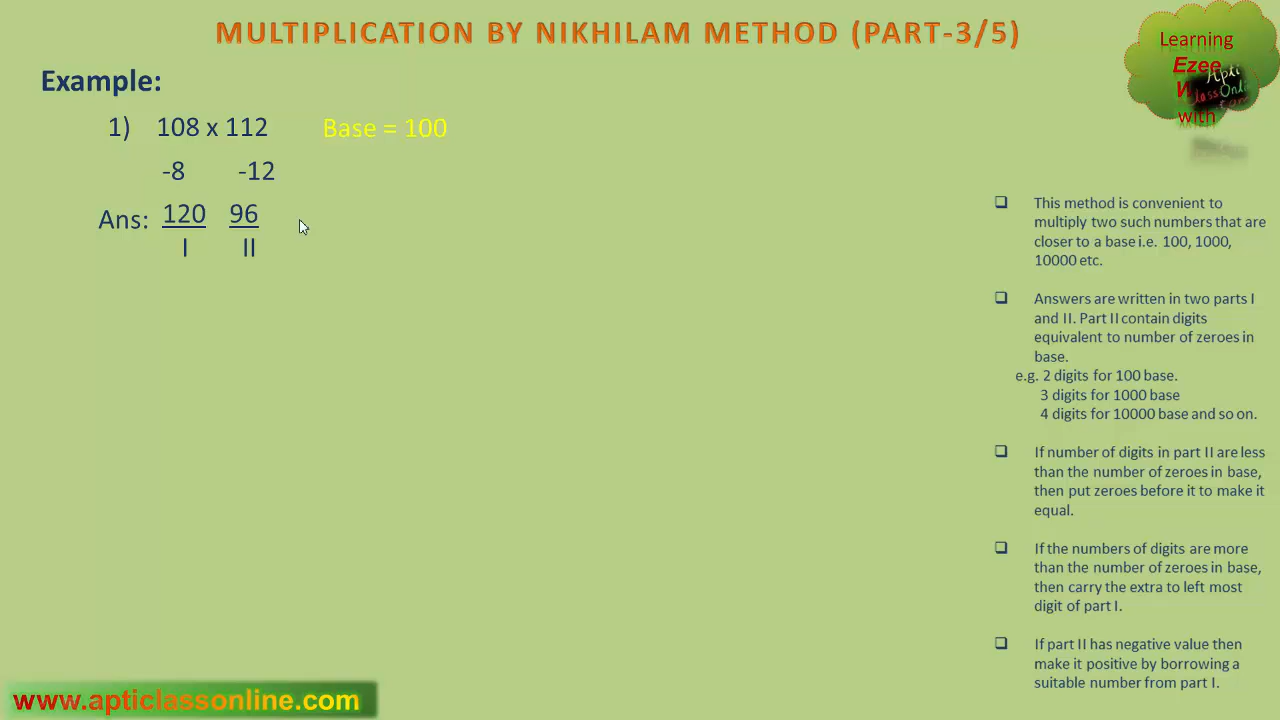 MULTIPLICATION BY NIKHILAM METHOD (PART-3/5)
Learning
Ezee
with
Apti
Class Onli
Example:
1) 108 x 112 Base = 100
-8 -12
Ans: 120 96
I II
❑ This method is convenient to
multiply two such numbers that are
closer to a base i.e. 100, 1000,
10000 etc.
❑ Answers are written in two parts I
and II. Part II contain digits
equivalent to number of zeroes in
base.
e.g. 2 digits for 100 base.
3 digits for 1000 base
4 digits for 10000 base and so on.
❑ If number of digits in part II are less
than the number of zeroes in base,
then put zeroes before it to make it
equal.
❑ If the numbers of digits are more
than the number of zeroes in base,
then carry the extra to left most
digit of part I.
❑ If part II has negative value then
make it positive by borrowing a
suitable number from part I.
www.apticlassonline.com